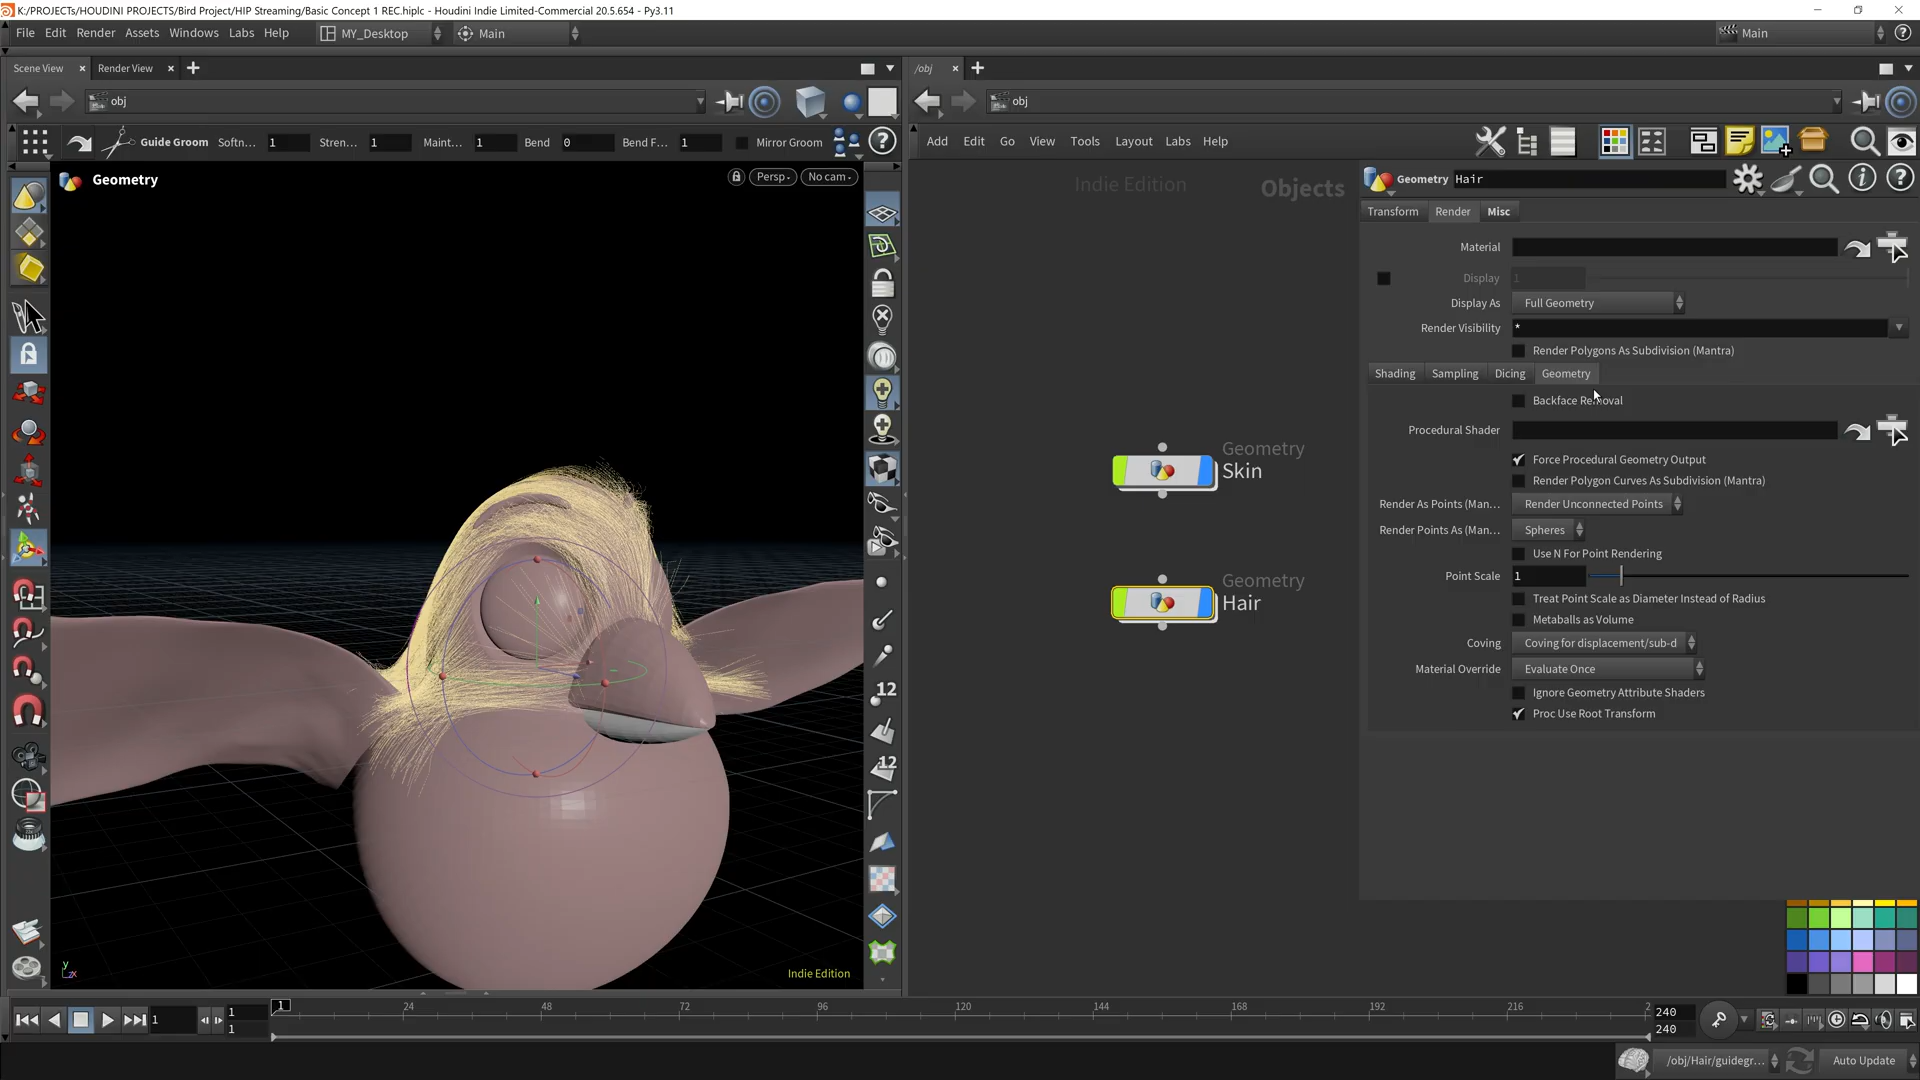 K:/PROJECTs/HOUDINI PROJECTS/Bird Project/HIP Streaming/Basic Concept 1 REC.hiplc - Houdini Indie Limited-Commercial 20.5.654 - Py3.11
File Edit Render Assets Windows Labs Help MY_Desktop Main Main
Scene View Render View /obj
obj obj
Guide Groom Softn... 1 Stren... 1 Maint... 1 Bend 0 Bend F... 1 Mirror Groom
Add Edit Go View Tools Layout Labs Help
Geometry Persp No cam
Indie Edition Objects
Geometry Hair
Transform Render Misc
Material
Display 1
Display As Full Geometry
Render Visibility *
Render Polygons As Subdivision (Mantra)
Shading Sampling Dicing Geometry
Backface Removal
Procedural Shader
Force Procedural Geometry Output
Render Polygon Curves As Subdivision (Mantra)
Render As Points (Man... Render Unconnected Points
Render Points As (Man... Spheres
Use N For Point Rendering
Point Scale 1
Treat Point Scale as Diameter Instead of Radius
Metaballs as Volume
Coving Coving for displacement/sub-d
Material Override Evaluate Once
Ignore Geometry Attribute Shaders
Proc Use Root Transform
Geometry
Skin
Geometry
Hair
12
12
y
x
Indie Edition
1 1 1 1 24 48 72 96 120 144 168 192 216 2 240
240
/obj/Hair/guidegr... Auto Update